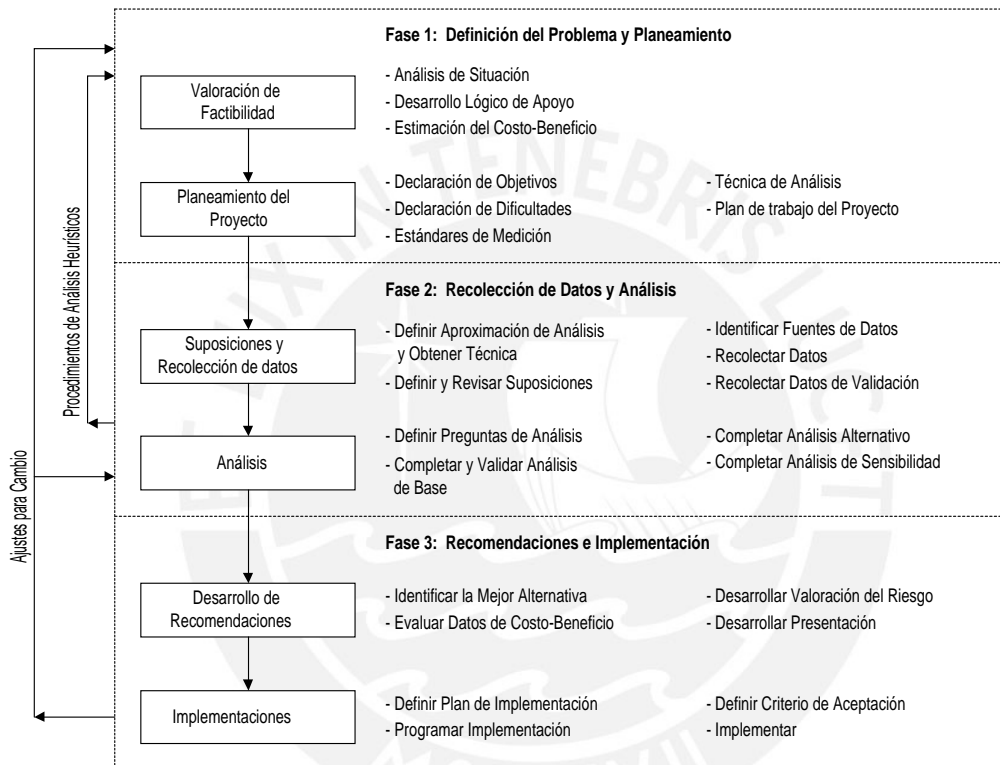 Fase 1: Definición del Problema y Planeamiento
Valoración de
Factibilidad
- Análisis de Situación
- Desarrollo Lógico de Apoyo
- Estimación del Costo-Beneficio
Planeamiento del
Proyecto
- Declaración de Objetivos
- Declaración de Dificultades
- Estándares de Medición
- Técnica de Análisis
- Plan de trabajo del Proyecto
Fase 2: Recolección de Datos y Análisis
Suposiciones y
Recolección de datos
- Definir Aproximación de Análisis
y Obtener Técnica
- Definir y Revisar Suposiciones
- Identificar Fuentes de Datos
- Recolectar Datos
- Recolectar Datos de Validación
Análisis
- Definir Preguntas de Análisis
- Completar y Validar Análisis
de Base
- Completar Análisis Alternativo
- Completar Análisis de Sensibilidad
Fase 3: Recomendaciones e Implementación
Desarrollo de
Recomendaciones
- Identificar la Mejor Alternativa
- Evaluar Datos de Costo-Beneficio
- Desarrollar Valoración del Riesgo
- Desarrollar Presentación
Implementaciones
- Definir Plan de Implementación
- Programar Implementación
- Definir Criterio de Aceptación
- Implementar
Procedimientos de Análisis Heurísticos
Ajustes para Cambio
ET LUX IN TENEBRIS LUCET